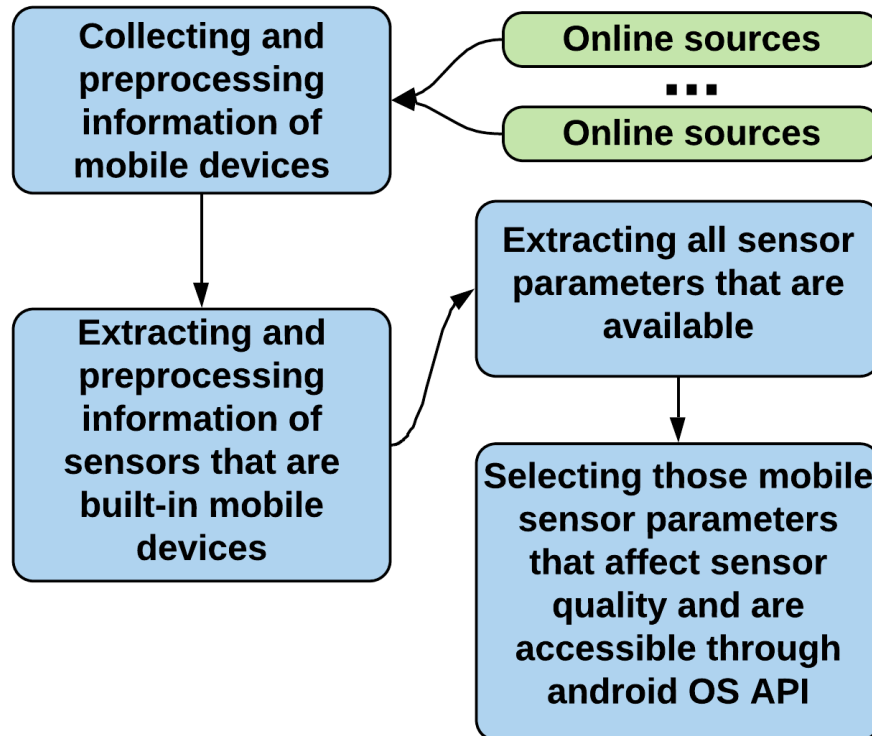 Collecting and
preprocessing
information of
mobile devices
Online sources
...
Online sources
Extracting and
preprocessing
information of
sensors that are
built-in mobile
devices
Extracting all sensor
parameters that are
available
Selecting those mobile
sensor parameters
that affect sensor
quality and are
accessible through
android OS API